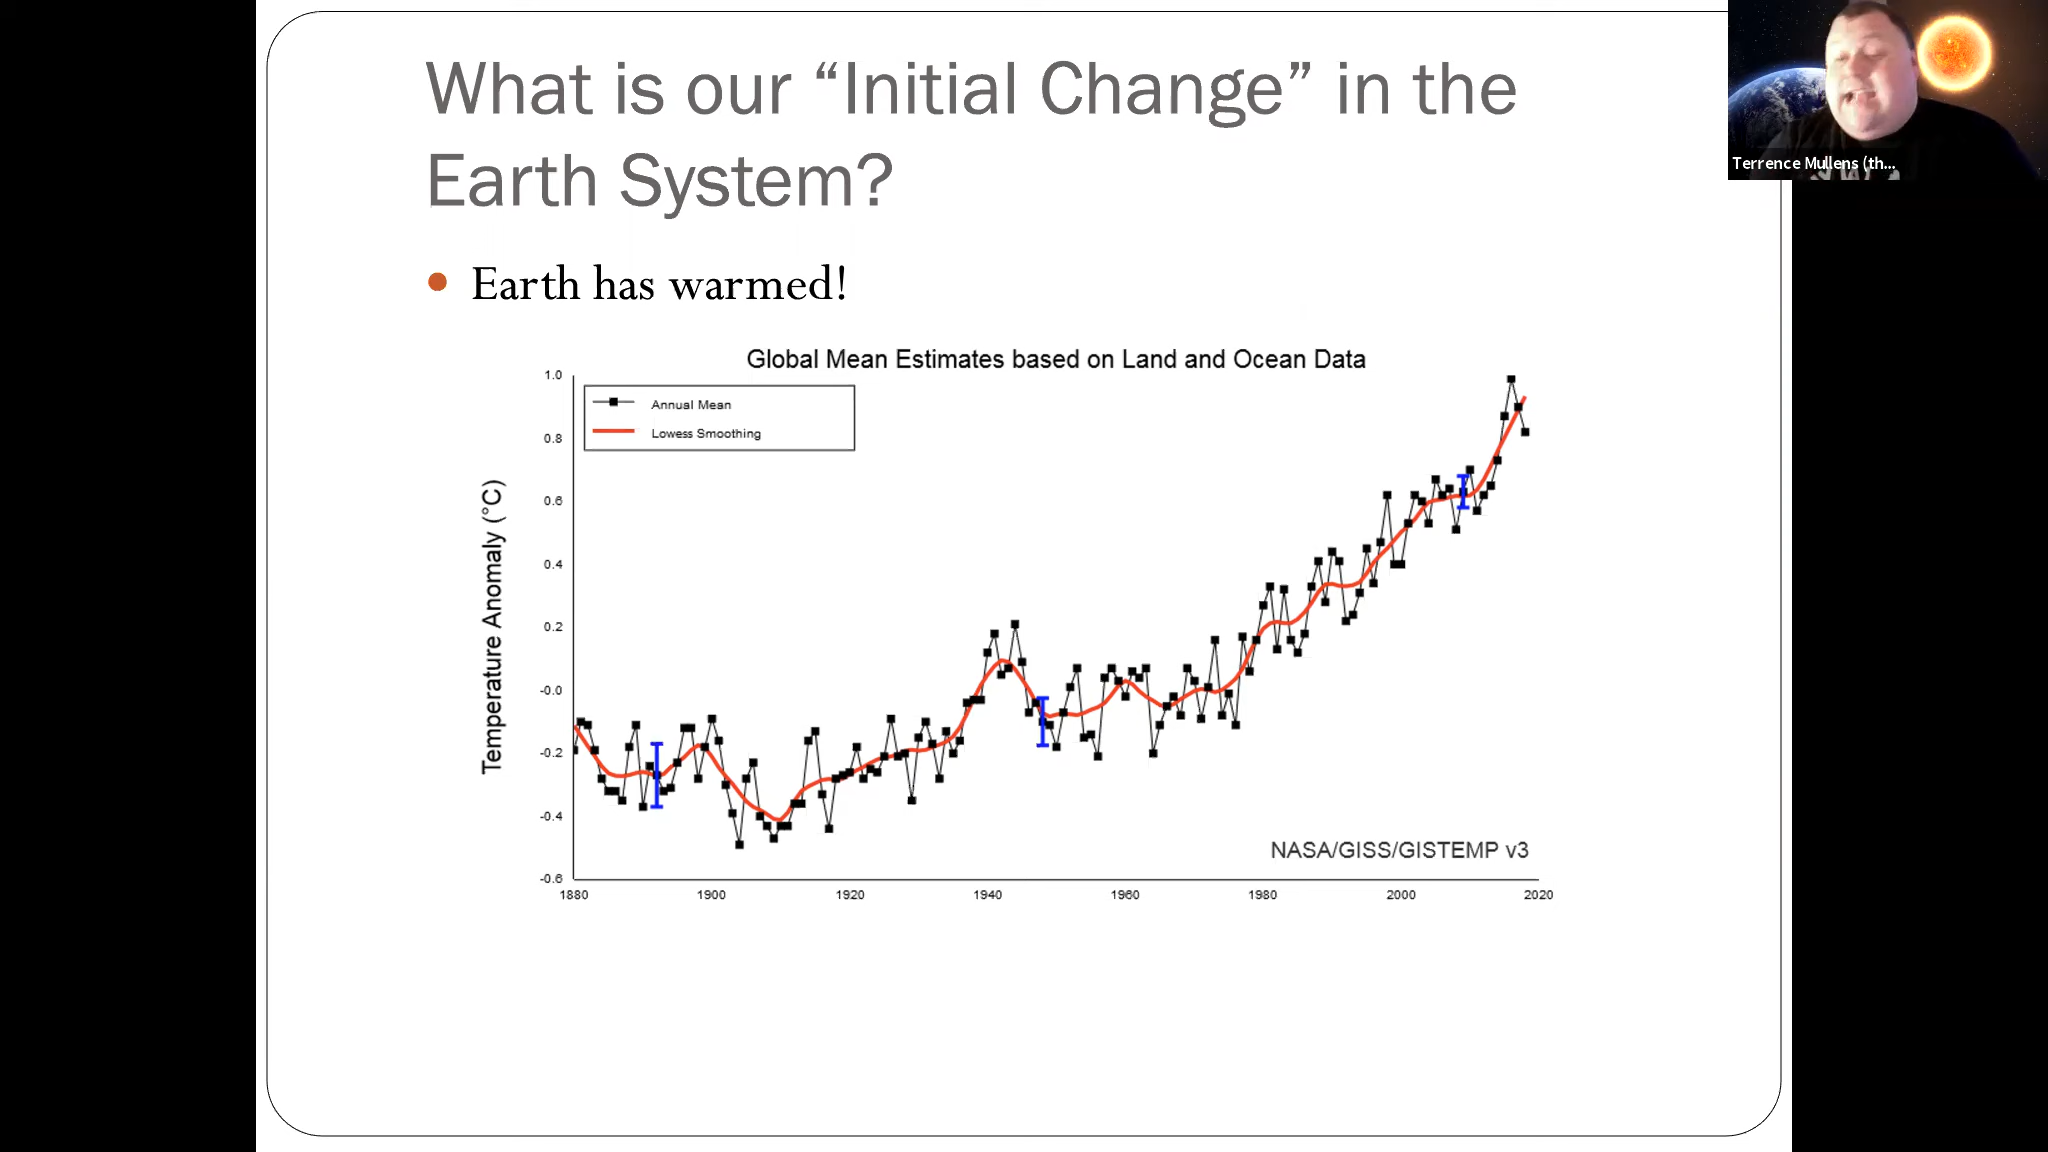 What is our “Initial Change” in the
Earth System?
Terrence Mullens (th...
Earth has warmed!
Global Mean Estimates based on Land and Ocean Data
Annual Mean
Lowess Smoothing
Temperature Anomaly (°C)
1.0
0.8
0.6
0.4
0.2
-0.0
-0.2
-0.4
-0.6
NASA/GISS/GISTEMP v3
1880 1900 1920 1940 1960 1980 2000 2020